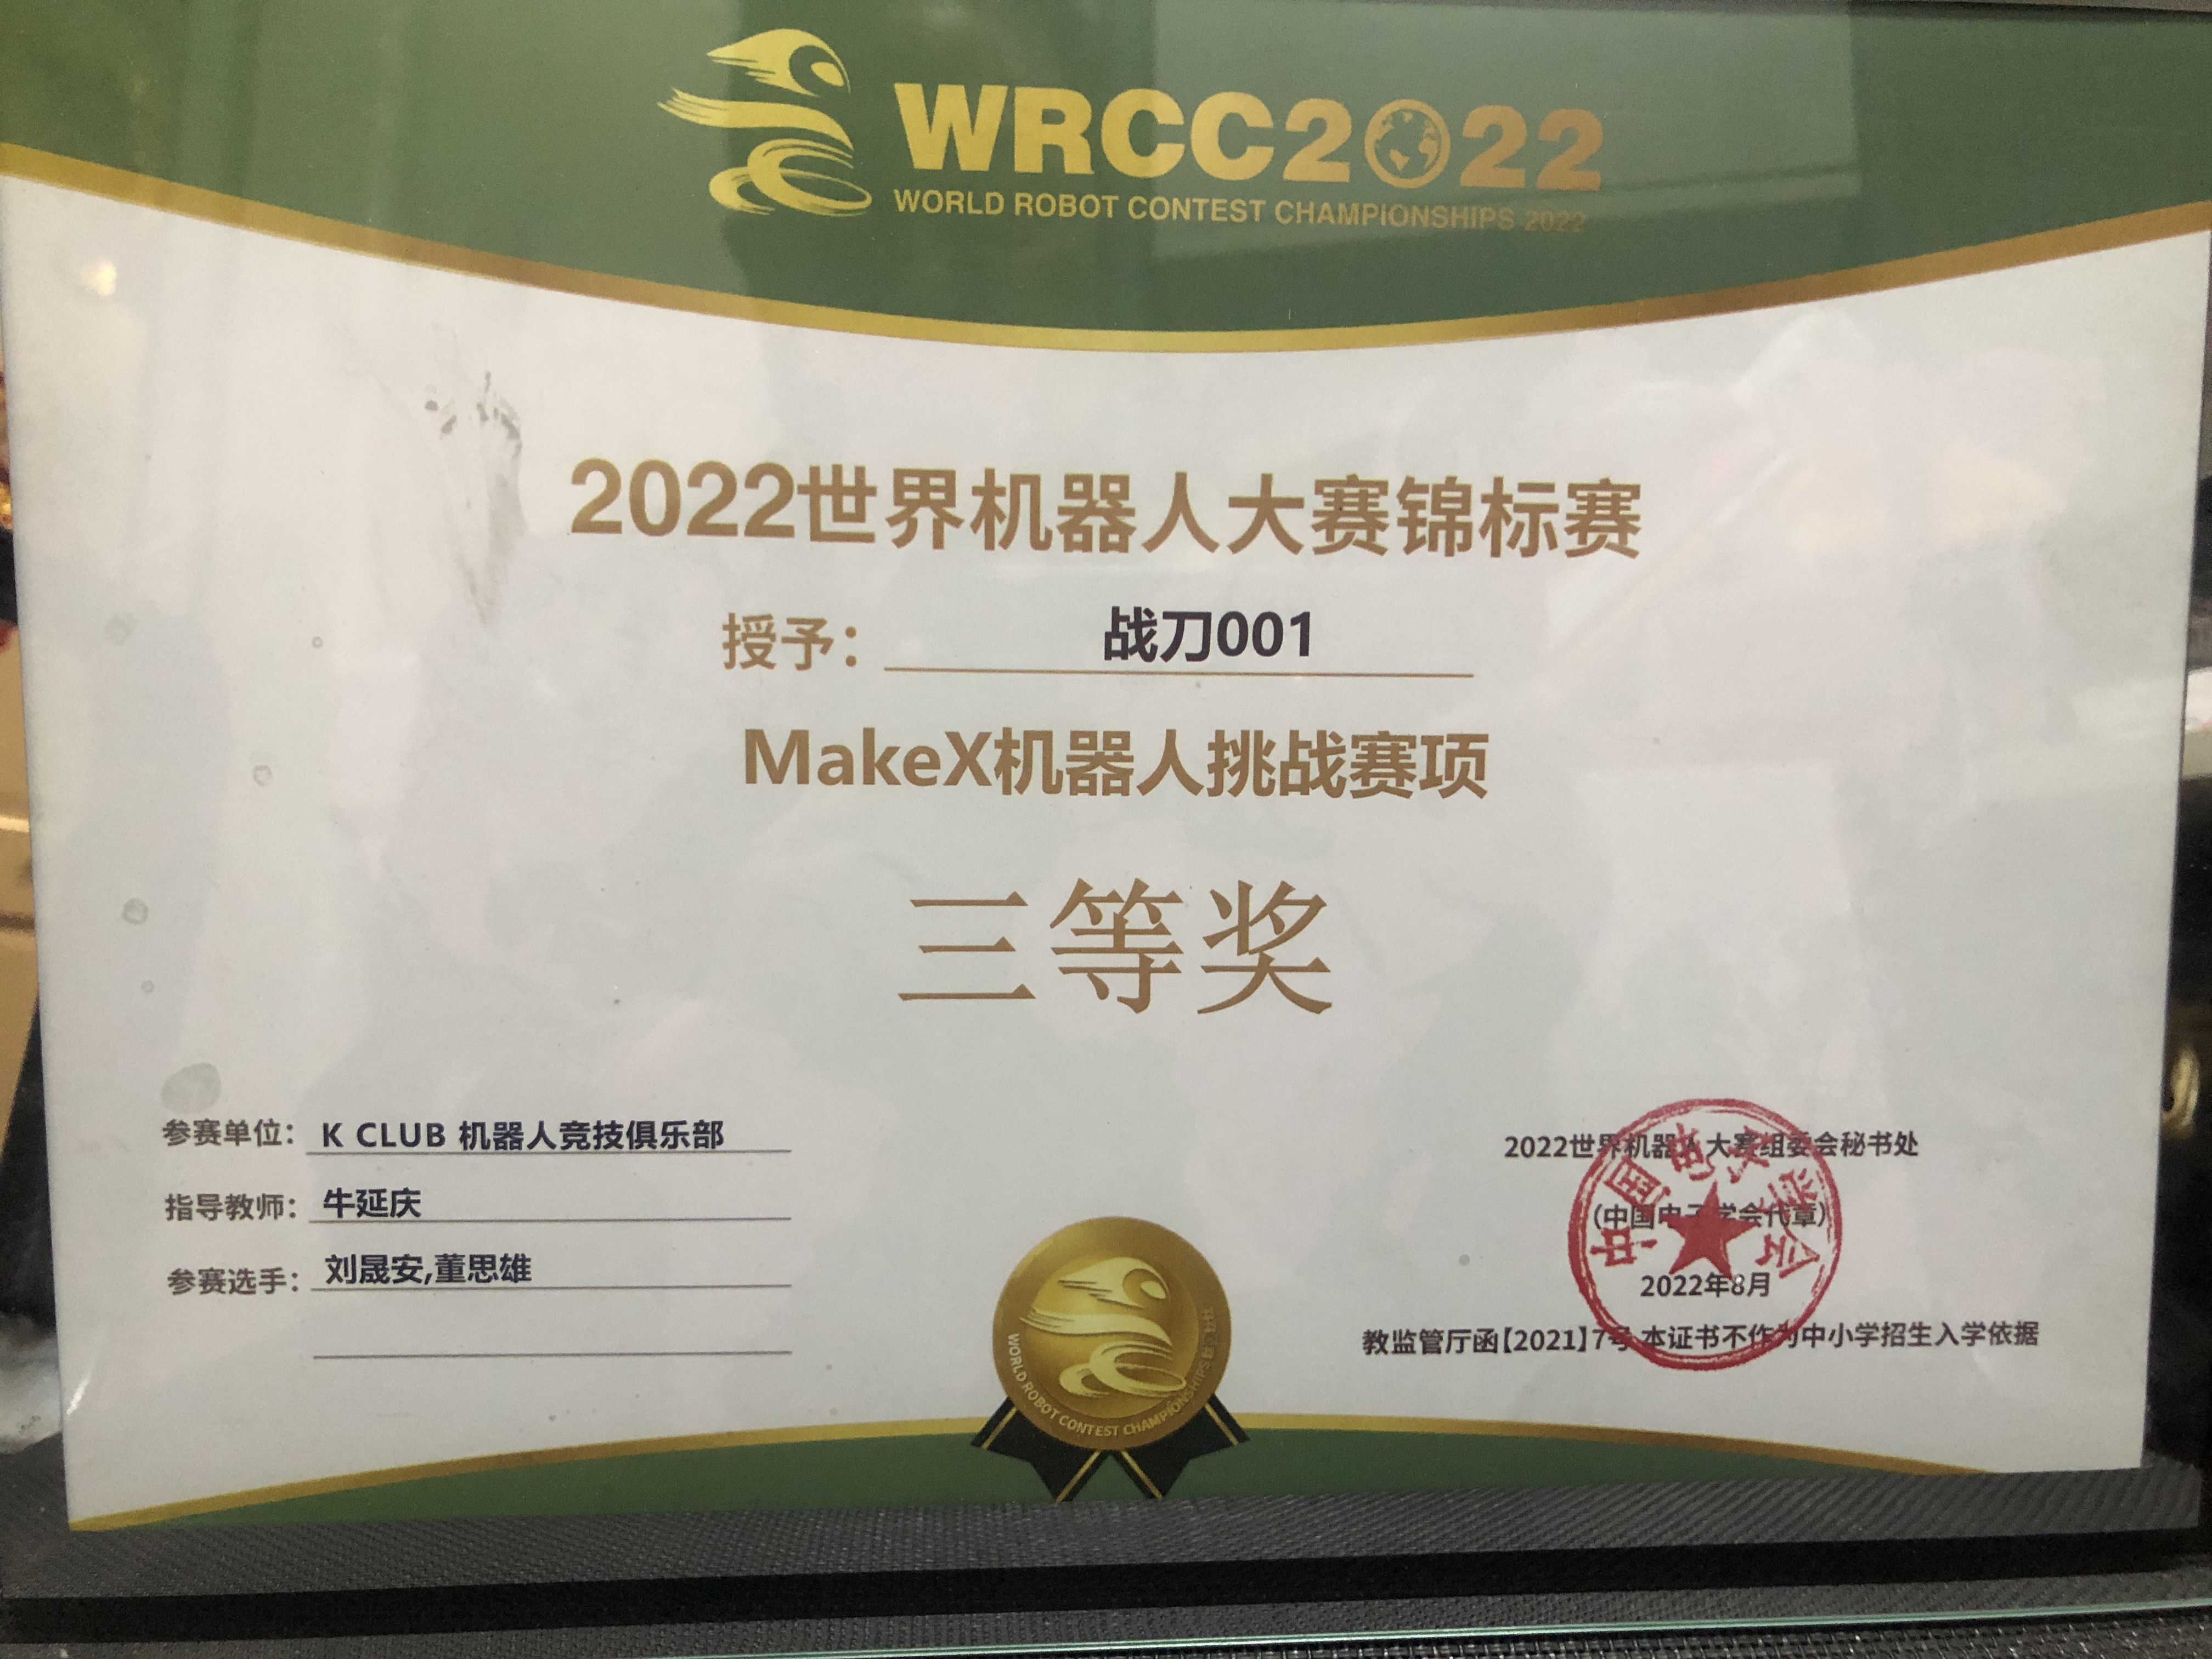 WRCC2022
WORLD ROBOT CONTEST CHAMPIONSHIPS 2022
2022世界机器人大赛锦标赛
授予： 战刀001
MakeX机器人挑战赛项
三等奖
参赛单位： K CLUB 机器人竞技俱乐部
指导教师： 牛延庆
参赛选手： 刘晟安,董思雄
2022世界机器人大赛组委会秘书处
（中国电子学会代章）
2022年8月
教监管厅函【2021】7号 本证书不作为中小学招生入学依据
中国电子学会
WORLD ROBOT CONTEST CHAMPIONSHIPS